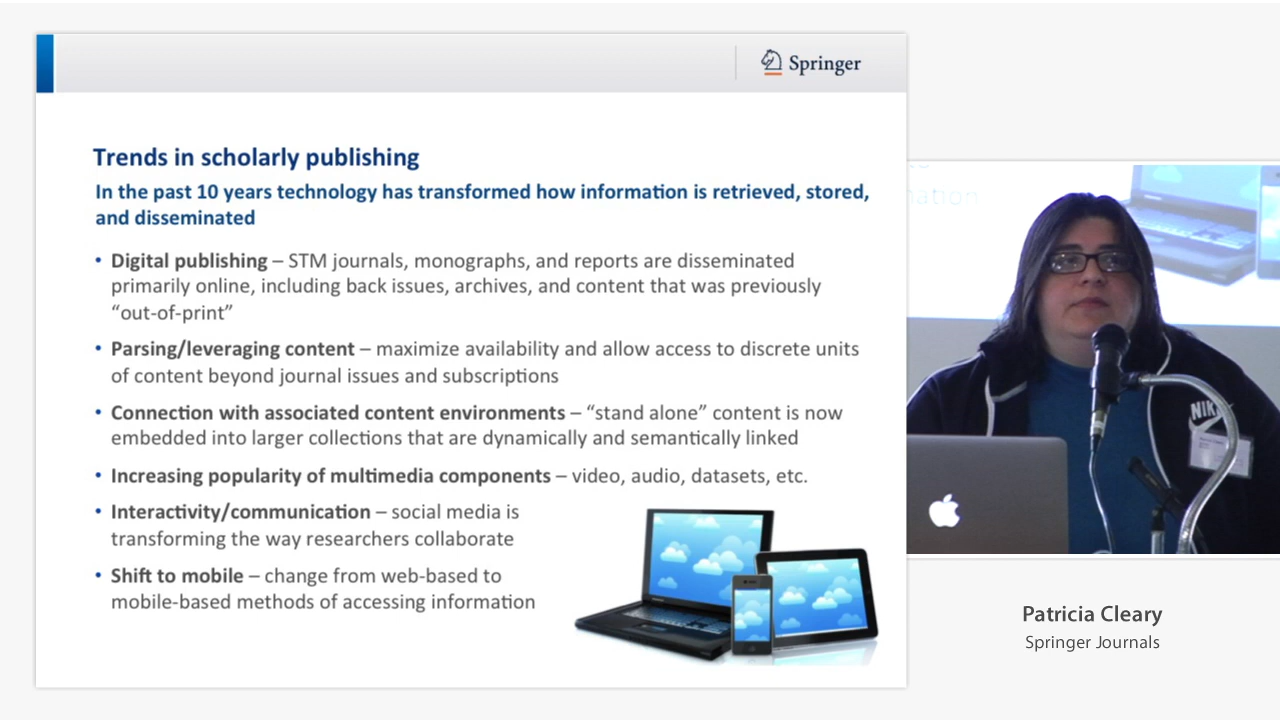 Springer
Trends in scholarly publishing
In the past 10 years technology has transformed how information is retrieved, stored,
and disseminated
• Digital publishing – STM journals, monographs, and reports are disseminated
primarily online, including back issues, archives, and content that was previously
“out-of-print”
• Parsing/leveraging content – maximize availability and allow access to discrete units
of content beyond journal issues and subscriptions
• Connection with associated content environments – “stand alone” content is now
embedded into larger collections that are dynamically and semantically linked
• Increasing popularity of multimedia components – video, audio, datasets, etc.
• Interactivity/communication – social media is
transforming the way researchers collaborate
• Shift to mobile – change from web-based to
mobile-based methods of accessing information
NIKE
Patricia Cleary
Springer Journals